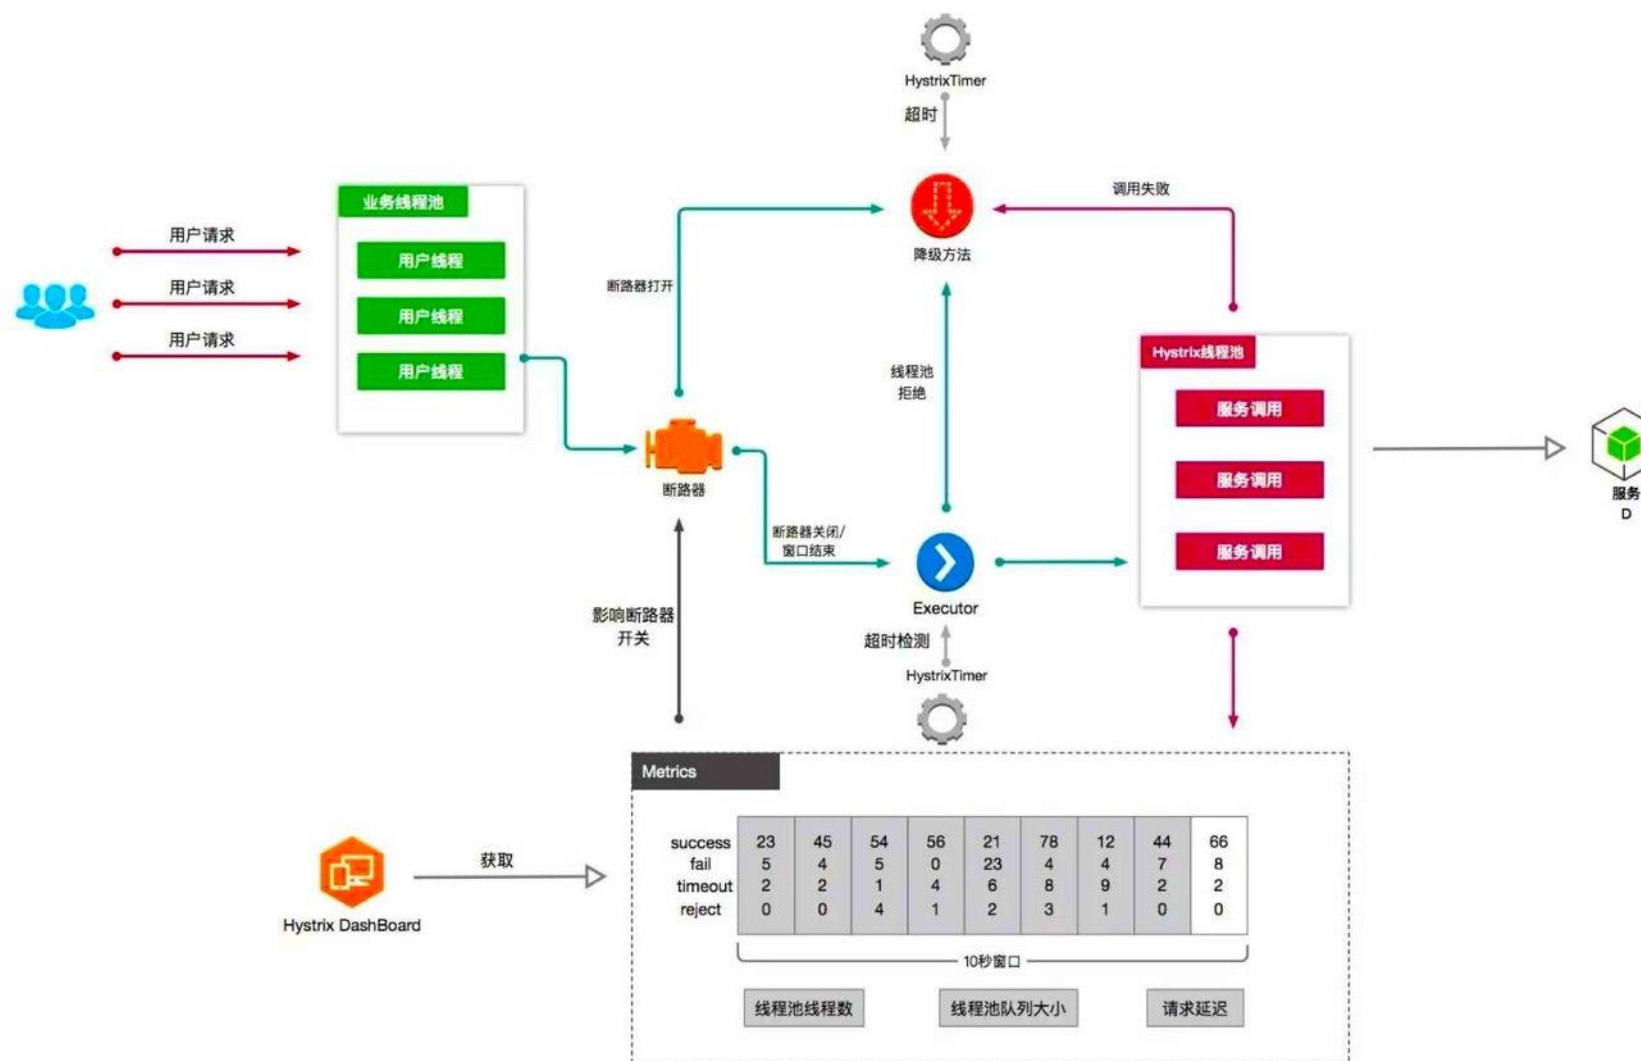 HystrixTimer
超时
降级方法
调用失败
业务线程池
用户线程
用户线程
用户线程
用户请求
用户请求
用户请求
断路器打开
断路器
线程池
拒绝
Hystrix线程池
服务调用
服务调用
服务调用
服务
D
断路器关闭/
窗口结束
Executor
超时检测
HystrixTimer
影响断路器
开关
Metrics
success 23 45 54 56 21 78 12 44 66
fail 5 4 5 0 23 4 4 7 8
timeout 2 2 1 4 6 8 9 2 2
reject 0 0 4 1 2 3 1 0 0
10秒窗口
线程池线程数 线程池队列大小 请求延迟
获取
Hystrix DashBoard